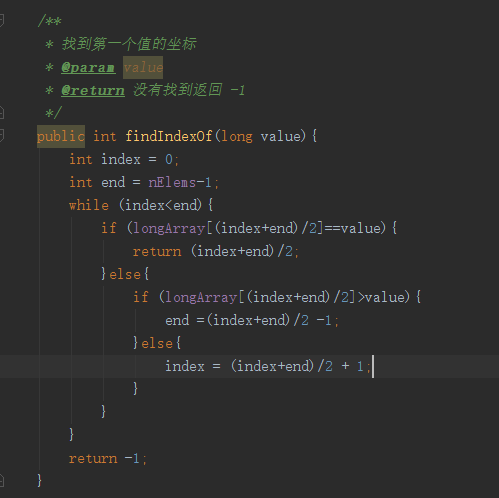 /**
 * 找到第一个值的坐标
 * @param value
 * @return 没有找到返回 -1
 */
public int findIndexOf(long value){
    int index = 0;
    int end = nElems-1;
    while (index<end){
        if (longArray[(index+end)/2]==value){
            return (index+end)/2;
        }else{
            if (longArray[(index+end)/2]>value){
                end =(index+end)/2 -1;
            }else{
                index = (index+end)/2 + 1;
            }
        }
    }
    return -1;
}